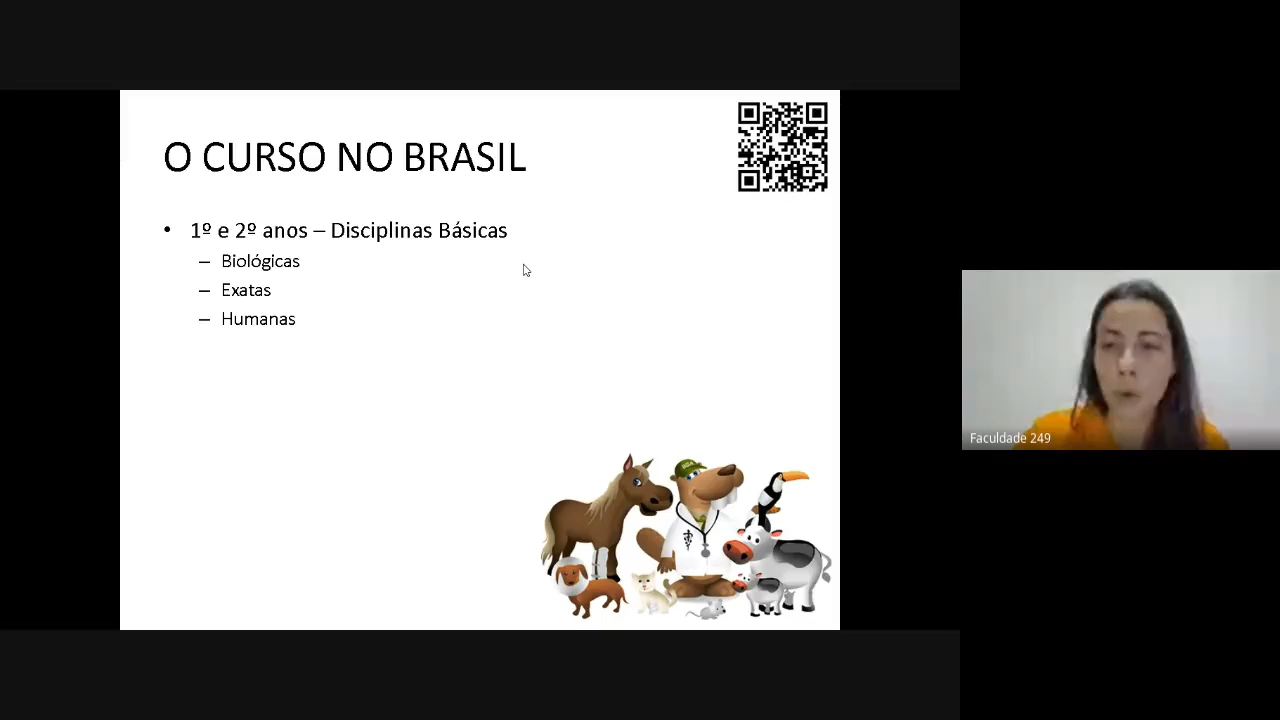 O CURSO NO BRASIL
• 1º e 2º anos – Disciplinas Básicas
– Biológicas
– Exatas
– Humanas
Faculdade 249